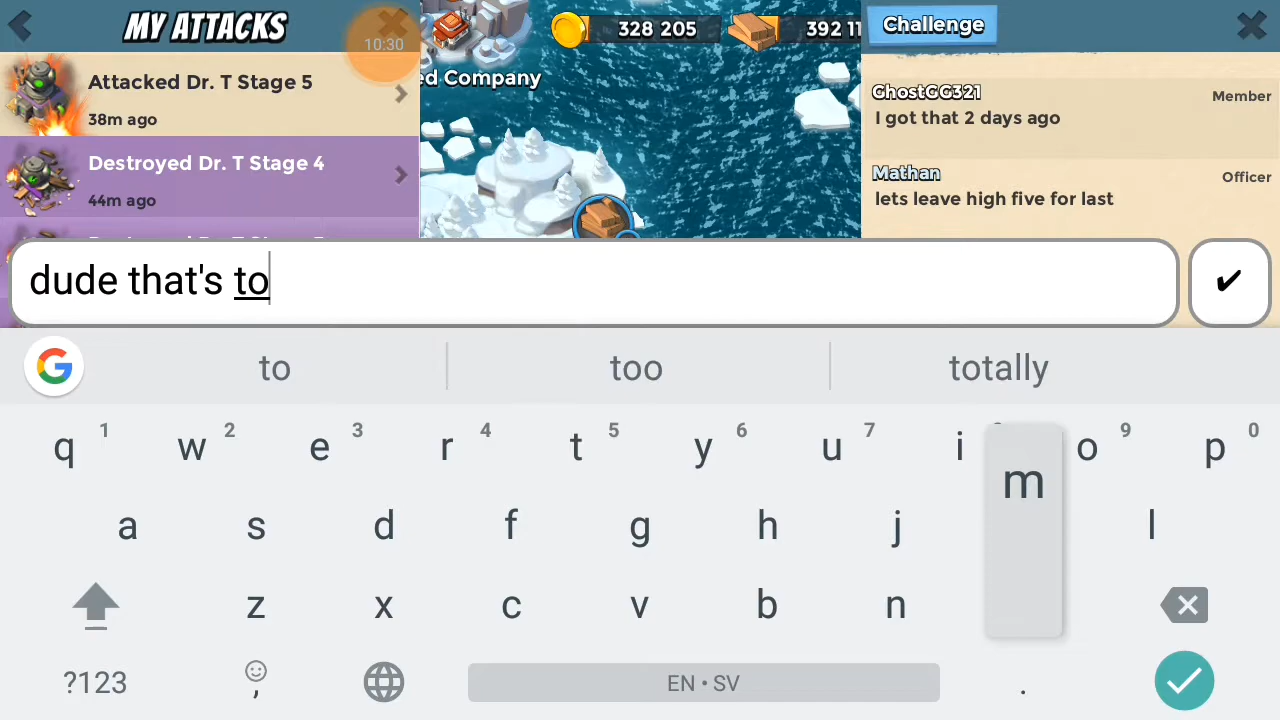 MY ATTACKS
10:30
Attacked Dr. T Stage 5
38m ago
Destroyed Dr. T Stage 4
44m ago
328 205
392 11
ed Company
Challenge
GhostGG321
Member
I got that 2 days ago
Mathan
Officer
lets leave high five for last
dude that's to
✔
to
too
totally
q 1 w 2 e 3 r 4 t 5 y 6 u 7 i o 9 p 0
a s d f g h j l
z x c v b n m
?123 , EN • SV .